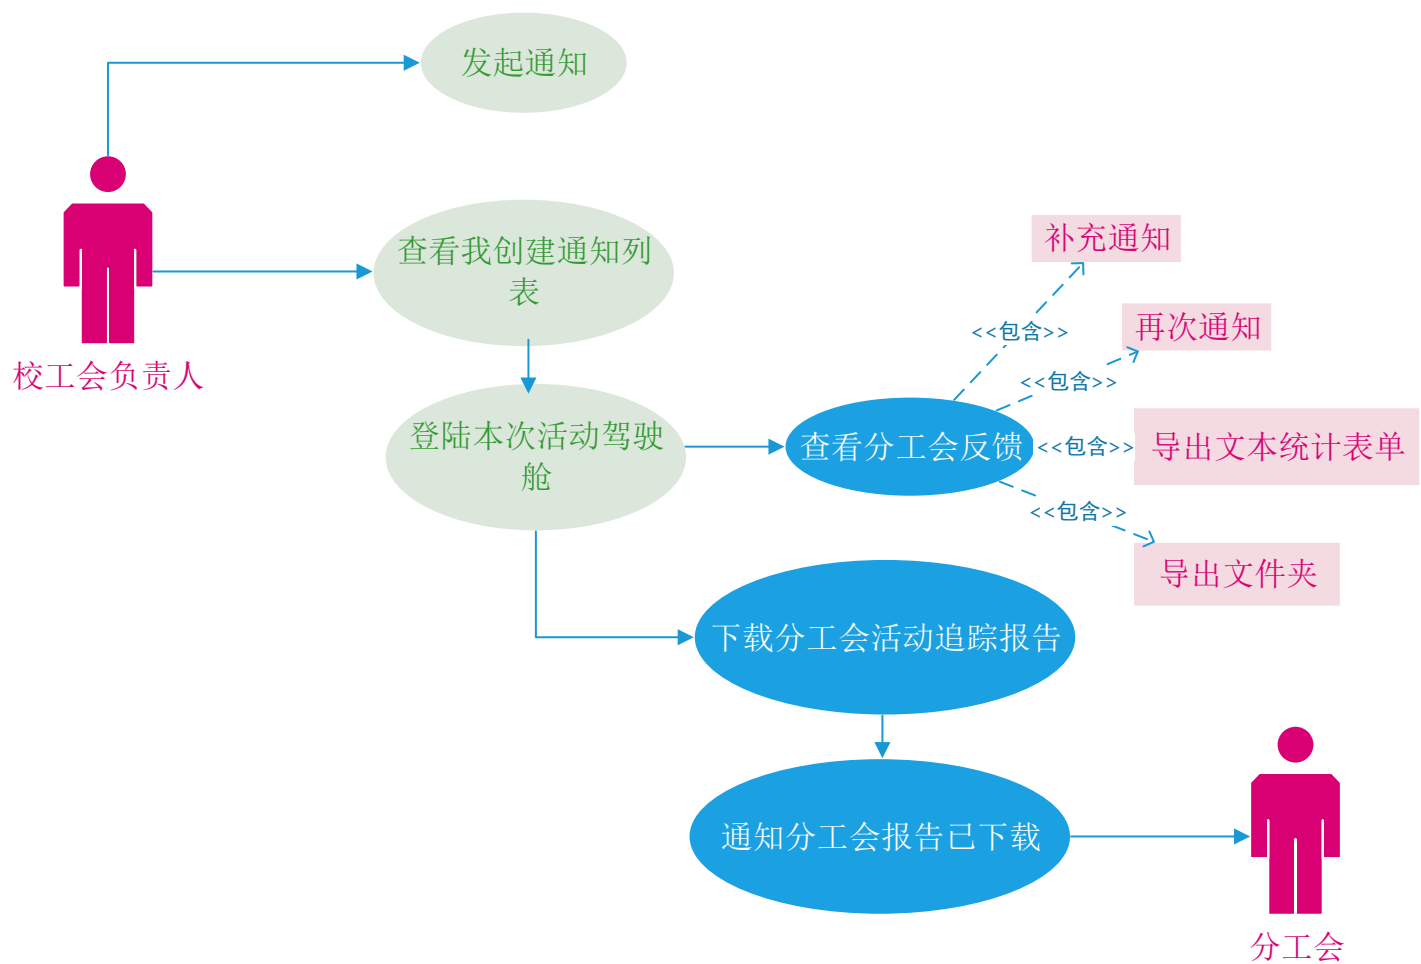 发起通知
查看我创建通知列
表
补充通知
<<包含>>
再次通知
<<包含>>
校工会负责人
登陆本次活动驾驶
舱
查看分工会反馈
<<包含>>
导出文本统计表单
<<包含>>
导出文件夹
下载分工会活动追踪报告
通知分工会报告已下载
分工会